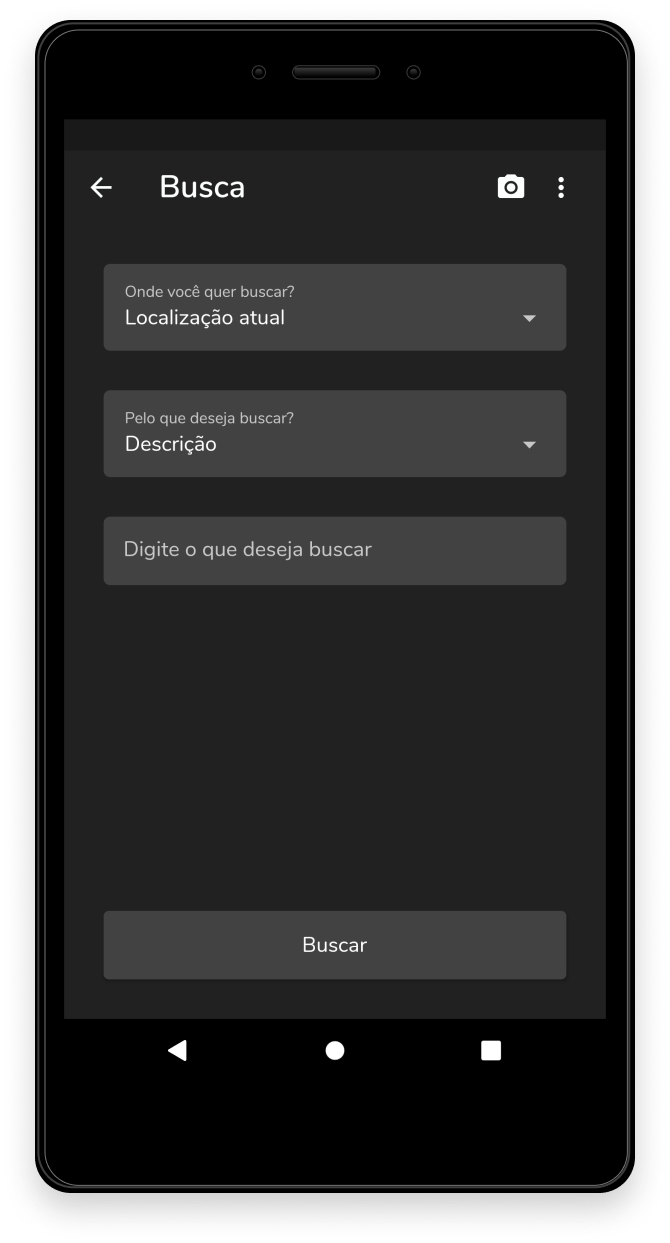 Busca
Onde você quer buscar?
Localização atual
Pelo que deseja buscar?
Descrição
Digite o que deseja buscar
Buscar